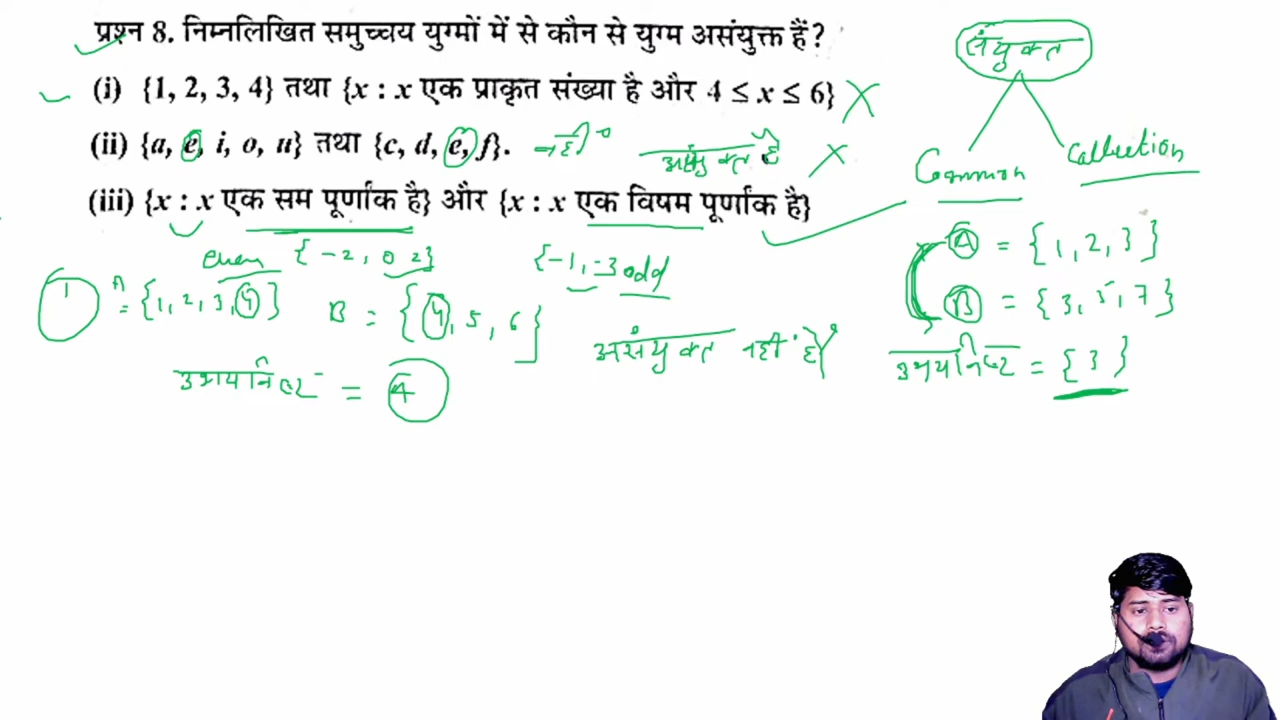 प्रश्न 8. निम्नलिखित समुच्चय युग्मों में से कौन से युग्म असंयुक्त हैं?
(i) {1, 2, 3, 4} तथा {x : x एक प्राकृत संख्या है और 4 ≤ x ≤ 6}
(ii) {a, e, i, o, u} तथा {c, d, e, f}. नहीं असंयुक्त है
(iii) {x : x एक सम पूर्णांक है} और {x : x एक विषम पूर्णांक है}
even {-2, 0 2} {-1, -3 odd
1 A = {1, 2, 3, 4} B = {4, 5, 6} असंयुक्त नहीं है
उभयनिष्ट = 4
संयुक्त
Common Collection
A = {1, 2, 3}
B = {3, 5, 7}
उभयनिष्ट = {3}